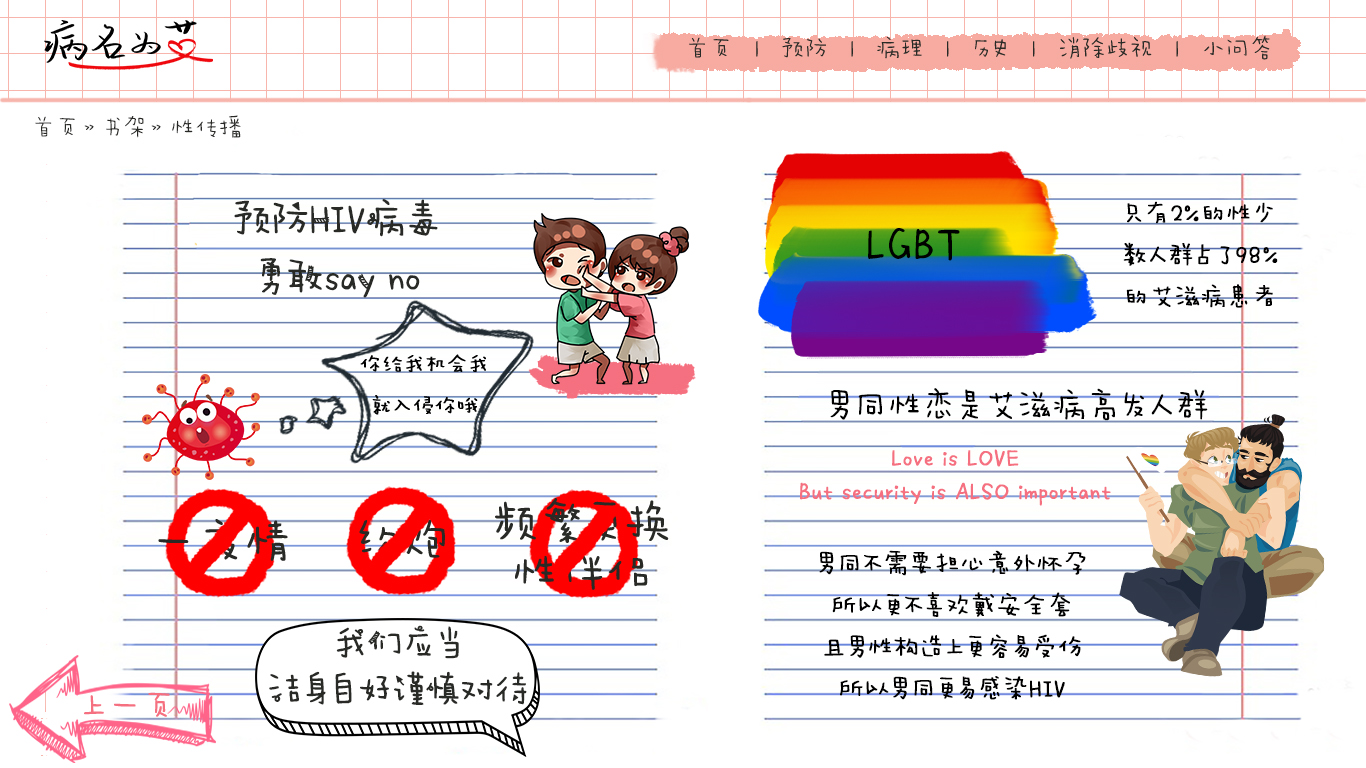 病名为艾
首页 | 预防 | 病理 | 历史 | 消除歧视 | 小问答
首页 » 书架 » 性传播
预防HIV病毒
勇敢say no
你给我机会我
就入侵你哦
一夜情
约炮
频繁更换
性伴侣
我们应当
洁身自好谨慎对待
上一页
LGBT
只有2%的性少
数人群占了98%
的艾滋病患者
男同性恋是艾滋病高发人群
Love is LOVE
But security is ALSO important
男同不需要担心意外怀孕
所以更不喜欢戴安全套
且男性构造上更容易受伤
所以男同更易感染HIV